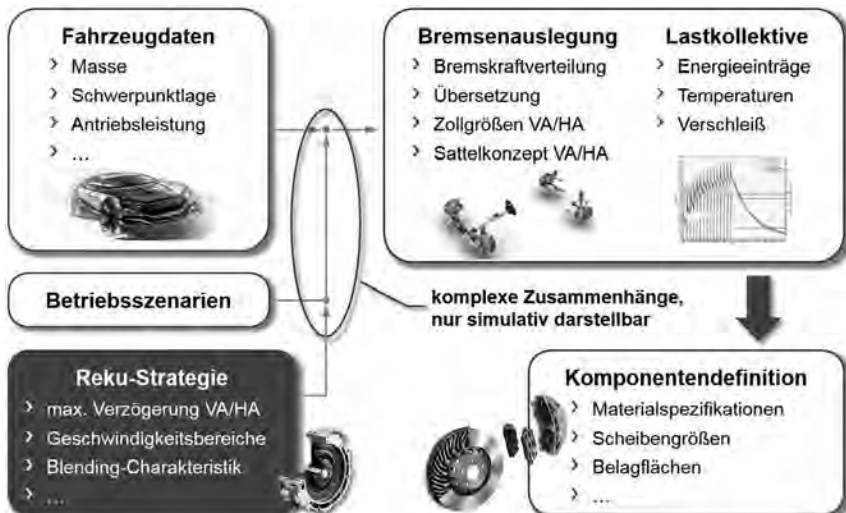 Fahrzeugdaten
Masse
Schwerpunktlage
Antriebsleistung
...
Bremsenauslegung
Bremskraftverteilung
Übersetzung
Zollgrößen VA/HA
Sattelkonzept VA/HA
Lastkollektive
Energieeinträge
Temperaturen
Verschleiß
Betriebsszenarien
komplexe Zusammenhänge,
nur simulativ darstellbar
Reku-Strategie
max. Verzögerung VA/HA
Geschwindigkeitsbereiche
Blending-Charakteristik
...
Komponentendefinition
Materialspezifikationen
Scheibengrößen
Belagflächen
...